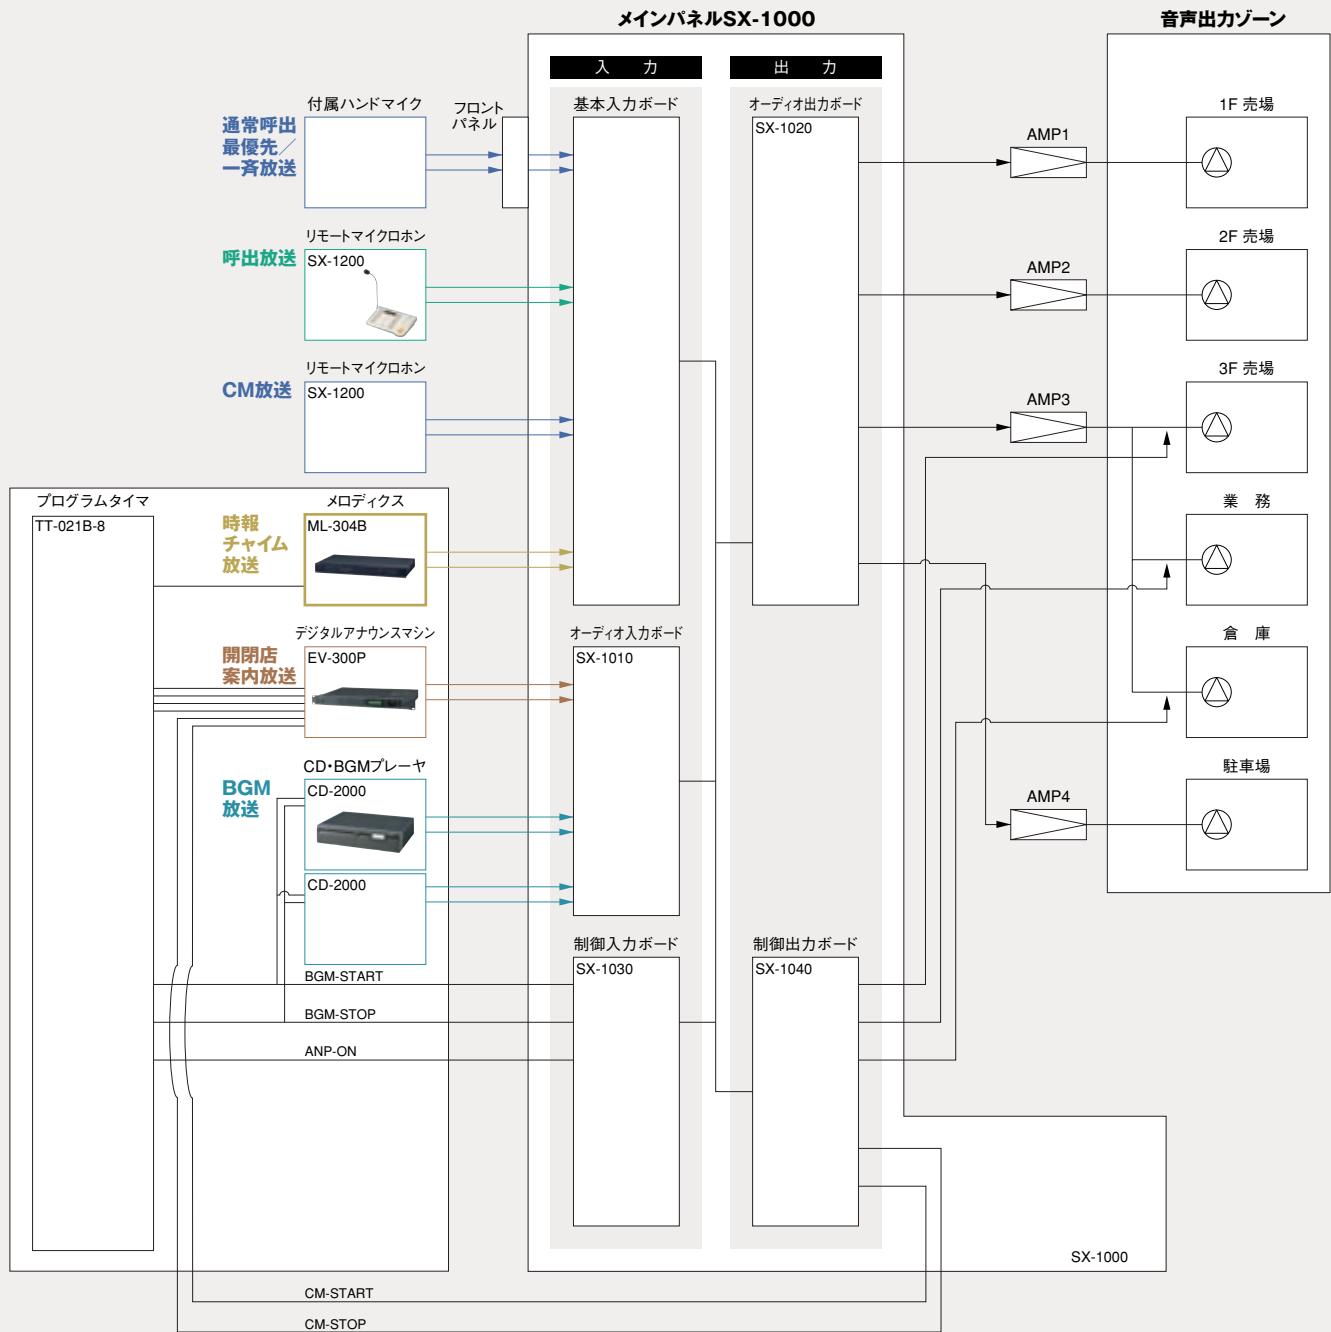 メインパネルSX-1000
音声出力ゾーン
入 力
出 力
付属ハンドマイク
フロント
パネル
基本入力ボード
オーディオ出力ボード
SX-1020
1F 売場
通常呼出
最優先／
一斉放送
AMP1
リモートマイクロホン
SX-1200
呼出放送
2F 売場
AMP2
リモートマイクロホン
SX-1200
CM放送
3F 売場
AMP3
プログラムタイマ
TT-021B-8
メロディクス
ML-304B
時報
チャイム
放送
業 務
デジタルアナウンスマシン
EV-300P
開閉店
案内放送
オーディオ入力ボード
SX-1010
倉 庫
CD・BGMプレーヤ
CD-2000
BGM
放送
駐車場
AMP4
CD-2000
制御入力ボード
SX-1030
制御出力ボード
SX-1040
BGM-START
BGM-STOP
ANP-ON
SX-1000
CM-START
CM-STOP